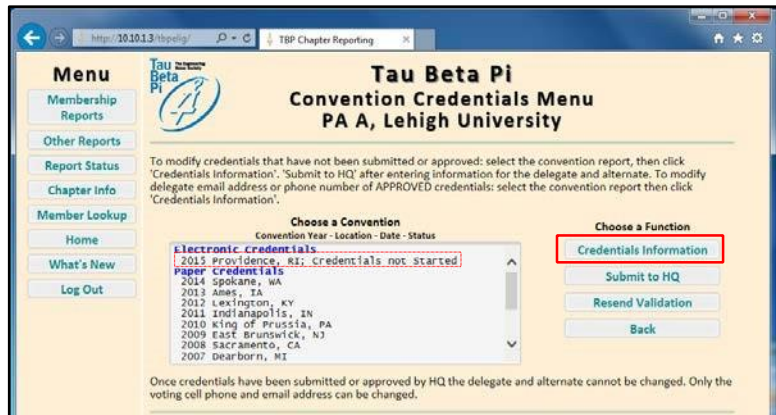 http://10.10.1.3/tbpelig/
TBP Chapter Reporting
Menu
Membership
Reports
Other Reports
Report Status
Chapter Info
Member Lookup
Home
What's New
Log Out
Tau The Engineering
Beta Honor Society
Pi
Tau Beta Pi
Convention Credentials Menu
PA A, Lehigh University
To modify credentials that have not been submitted or approved: select the convention report, then click
'Credentials Information'. 'Submit to HQ' after entering information for the delegate and alternate. To modify
delegate email address or phone number of APPROVED credentials: select the convention report then click
'Credentials Information'.
Choose a Convention
Convention Year - Location - Date - Status
Electronic Credentials
2015 Providence, RI; Credentials not Started
Paper Credentials
2014 Spokane, WA
2013 Ames, IA
2012 Lexington, KY
2011 Indianapolis, IN
2010 King of Prussia, PA
2009 East Brunswick, NJ
2008 Sacramento, CA
2007 Dearborn, MI
Choose a Function
Credentials Information
Submit to HQ
Resend Validation
Back
Once credentials have been submitted or approved by HQ the delegate and alternate cannot be changed. Only the
voting cell phone and email address can be changed.